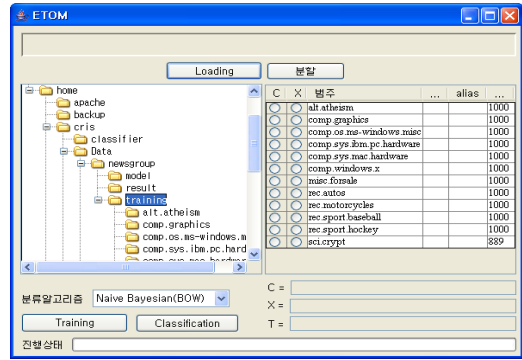 ETOM
Loading
분할
home
apache
backup
cris
classifier
Data
newsgroup
model
result
training
alt.atheism
comp.graphics
comp.os.ms-windows.m
comp.sys.ibm.pc.hard
comp.sys.mac.hardwar
C X 범주 ... alias ...
alt.atheism 1000
comp.graphics 1000
comp.os.ms-windows.misc 1000
comp.sys.ibm.pc.hardware 1000
comp.sys.mac.hardware 1000
comp.windows.x 1000
misc.forsale 1000
rec.autos 1000
rec.motorcycles 1000
rec.sport.baseball 1000
rec.sport.hockey 1000
sci.crypt 889
분류알고리즘 Naive Bayesian(BOW)
Training Classification
C =
X =
T =
진행상태